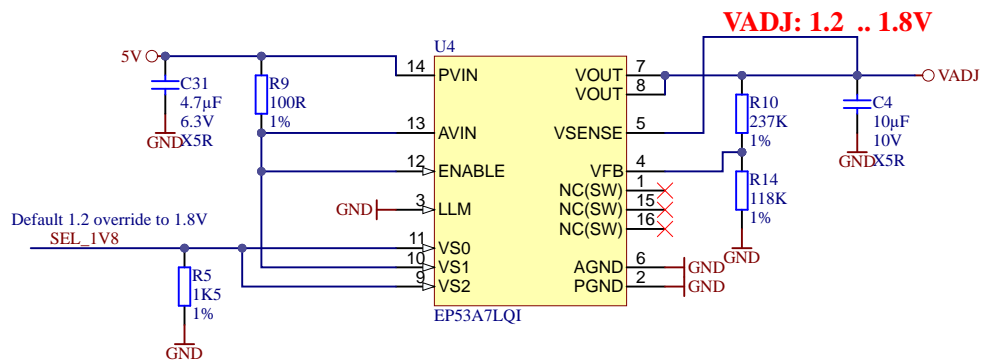 VADJ: 1.2 .. 1.8V
U4
5V
14 PVIN
VOUT 7
VOUT 8
VADJ
C31
4.7µF
6.3V
X5R
GND
R9
100R
1%
R10
237K
1%
C4
10µF
10V
X5R
GND
13 AVIN
VSENSE 5
12 ENABLE
VFB 4
NC(SW) 1
NC(SW) 15
NC(SW) 16
R14
118K
1%
GND
GND 3 LLM
Default 1.2 override to 1.8V
SEL_1V8
11 VS0
10 VS1
9 VS2
AGND 6 GND
PGND 2 GND
R5
1K5
1%
GND
EP53A7LQI